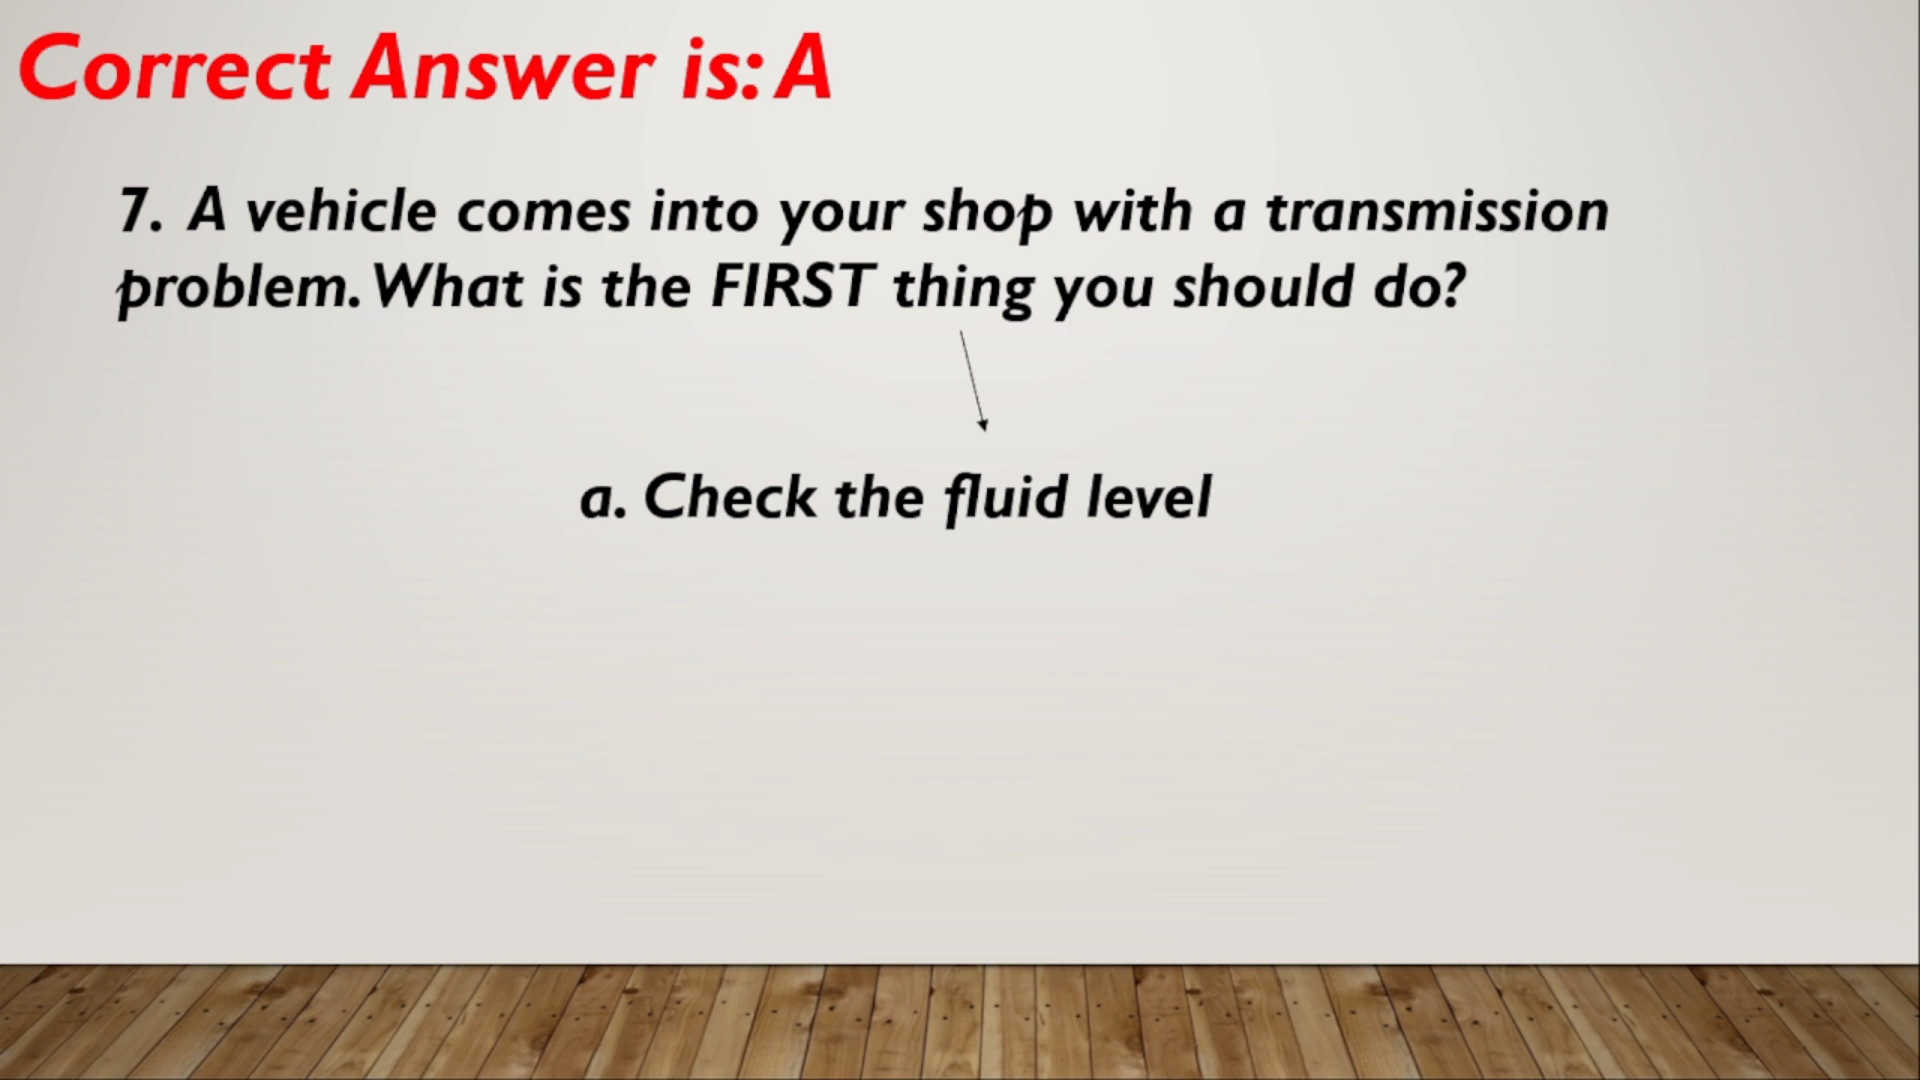 Correct Answer is: A
7. A vehicle comes into your shop with a transmission
problem. What is the FIRST thing you should do?
a. Check the fluid level